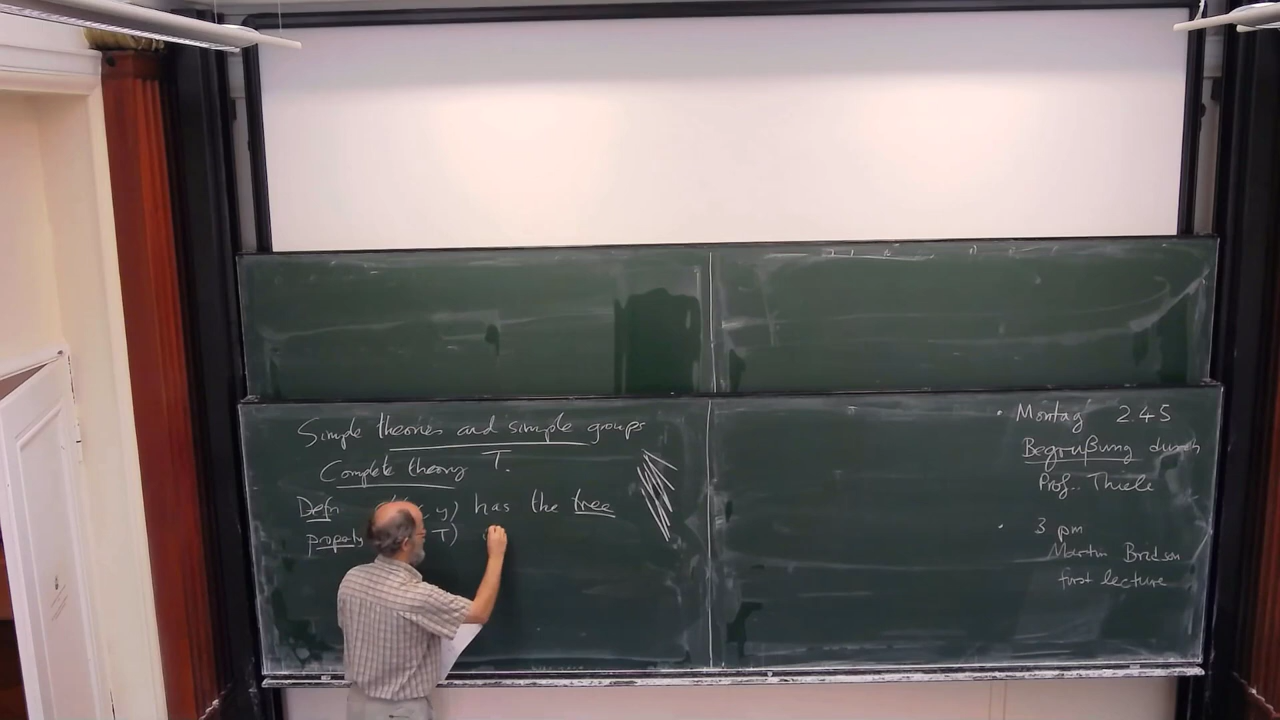 Simple theories and simple groups
Complete theory T.
Defn y) has the tree
property T)
• Montag 2 45
Begrüßung durch
Prof. Thiele
• 3 pm
Martin Bridson
first lecture